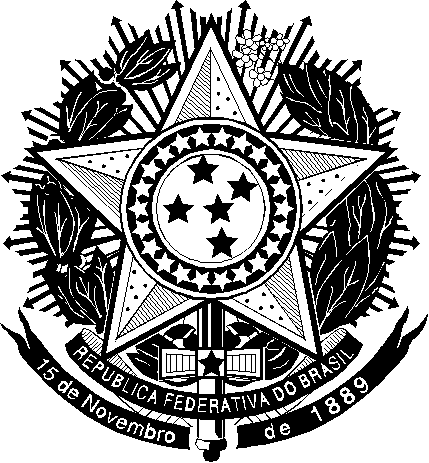 REPÚBLICA FEDERATIVA DO BRASIL
15 de Novembro de 1889